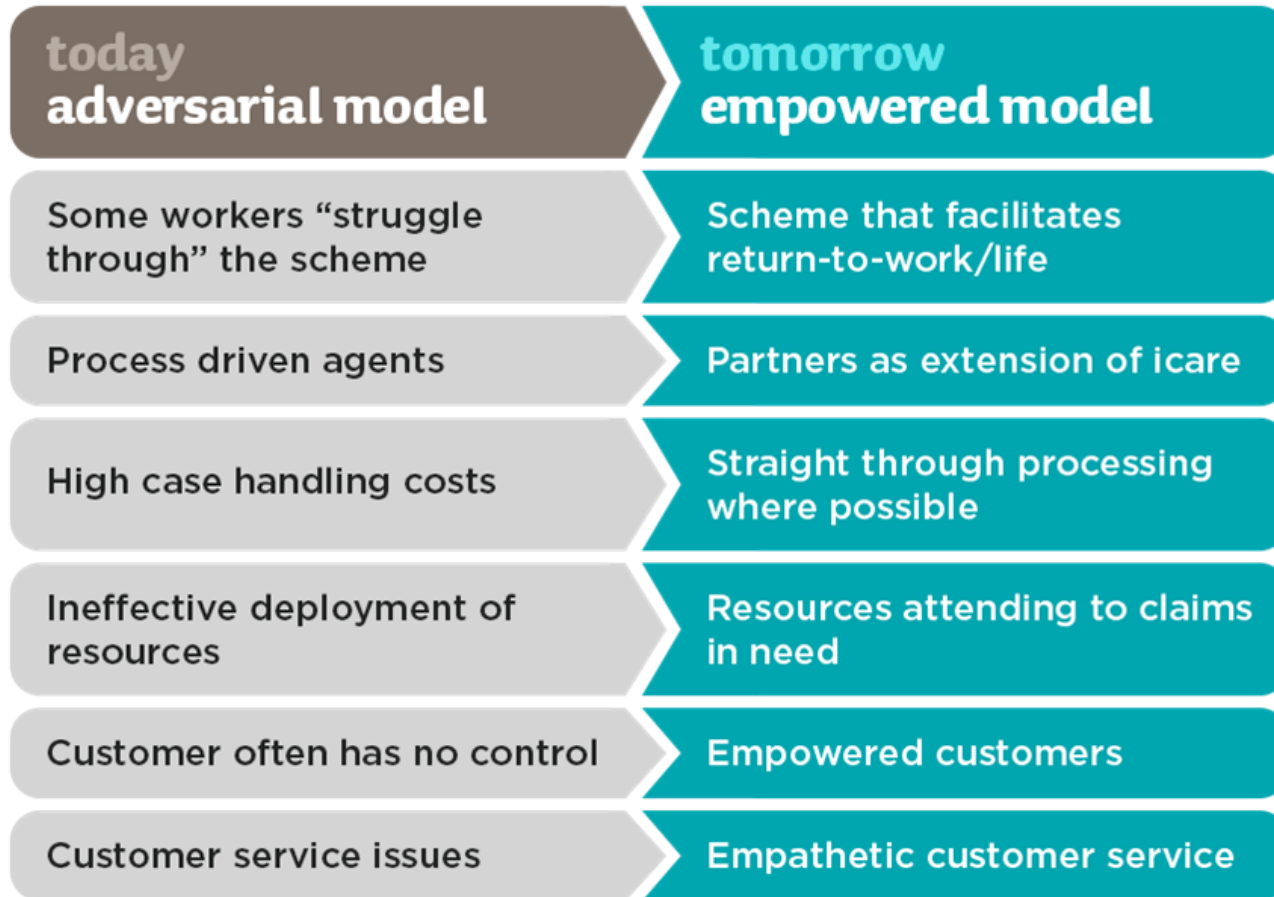 today
adversarial model
tomorrow
empowered model
Some workers “struggle
through” the scheme
Scheme that facilitates
return-to-work/life
Process driven agents
Partners as extension of icare
High case handling costs
Straight through processing
where possible
Ineffective deployment of
resources
Resources attending to claims
in need
Customer often has no control
Empowered customers
Customer service issues
Empathetic customer service